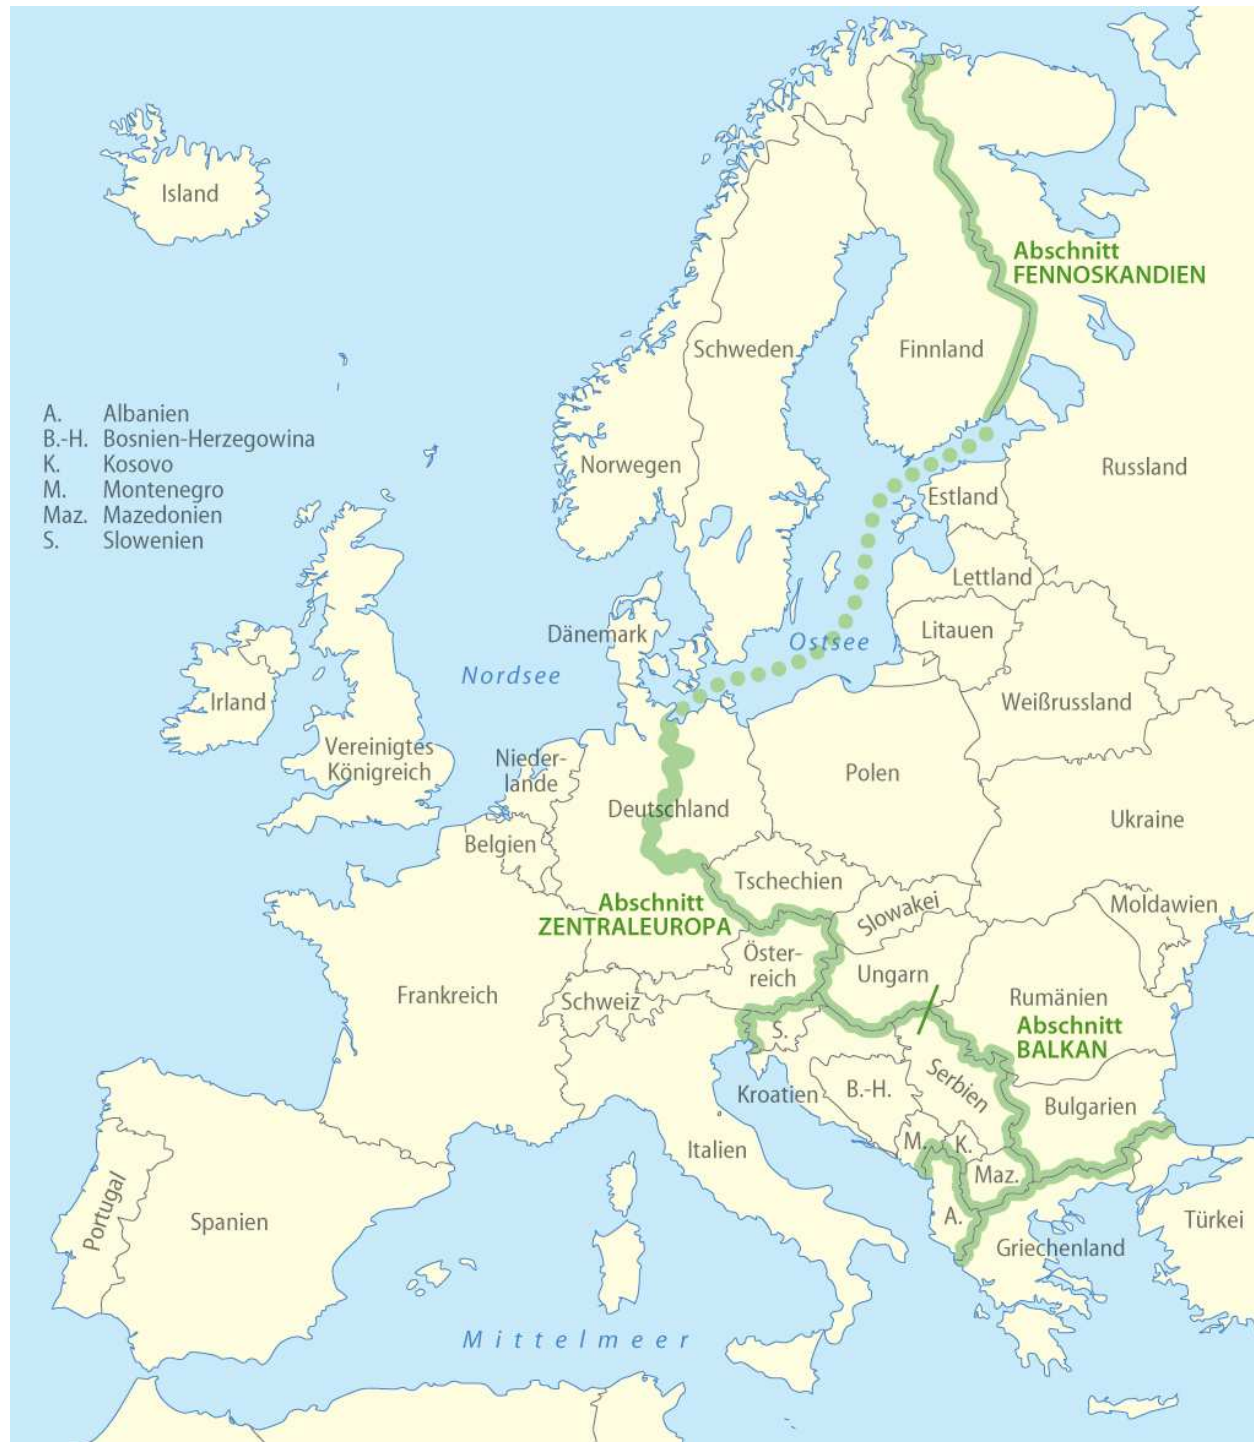 Island
Abschnitt
FENNOSKANDIEN
Schweden
Finnland
A. Albanien
B.-H. Bosnien-Herzegowina
K. Kosovo
M. Montenegro
Maz. Mazedonien
S. Slowenien
Norwegen
Russland
Estland
Lettland
Dänemark
Ostsee
Litauen
Nordsee
Irland
Weißrussland
Vereinigtes
Königreich
Nieder-
lande
Polen
Deutschland
Ukraine
Belgien
Tschechien
Abschnitt
ZENTRALEUROPA
Slowakei
Moldawien
Öster-
reich
Ungarn
Frankreich
Schweiz
Rumänien
Abschnitt
BALKAN
S.
Serbien
Kroatien
B.-H.
Bulgarien
Italien
M.
K.
Maz.
Portugal
Spanien
A.
Griechenland
Türkei
Mittelmeer